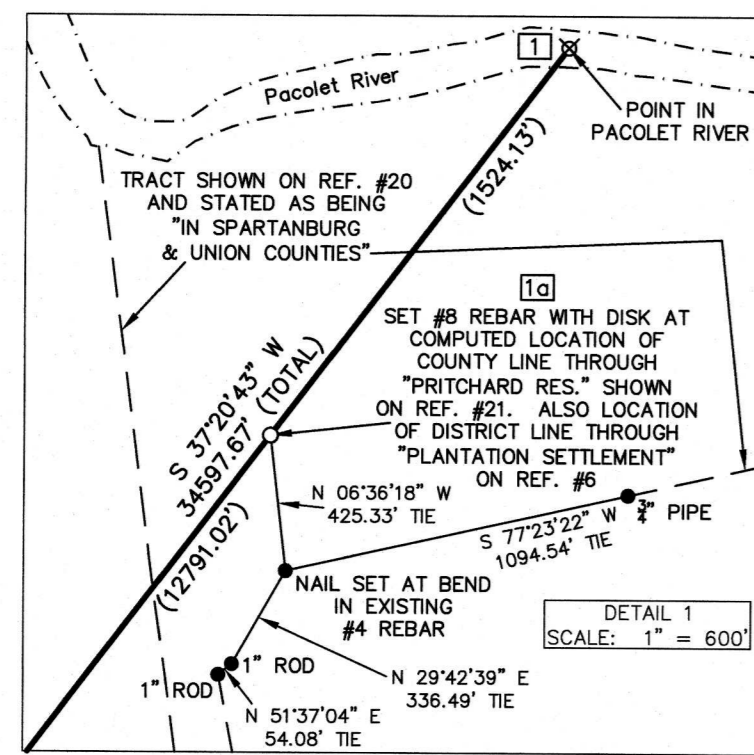 1
Pacolet River
POINT IN
PACOLET RIVER
(1524.13')
TRACT SHOWN ON REF. #20
AND STATED AS BEING
"IN SPARTANBURG
& UNION COUNTIES"
1a
SET #8 REBAR WITH DISK AT
COMPUTED LOCATION OF
COUNTY LINE THROUGH
"PRITCHARD RES." SHOWN
ON REF. #21. ALSO LOCATION
OF DISTRICT LINE THROUGH
"PLANTATION SETTLEMENT"
ON REF. #6
S 37°20'43" W
34597.67' (TOTAL)
(12791.02')
N 06°36'18" W
425.33' TIE
S 77°23'22" W
1094.54' TIE
3/4" PIPE
NAIL SET AT BEND
IN EXISTING
#4 REBAR
DETAIL 1
SCALE: 1" = 600'
1" ROD
1" ROD
N 29°42'39" E
336.49' TIE
N 51°37'04" E
54.08' TIE